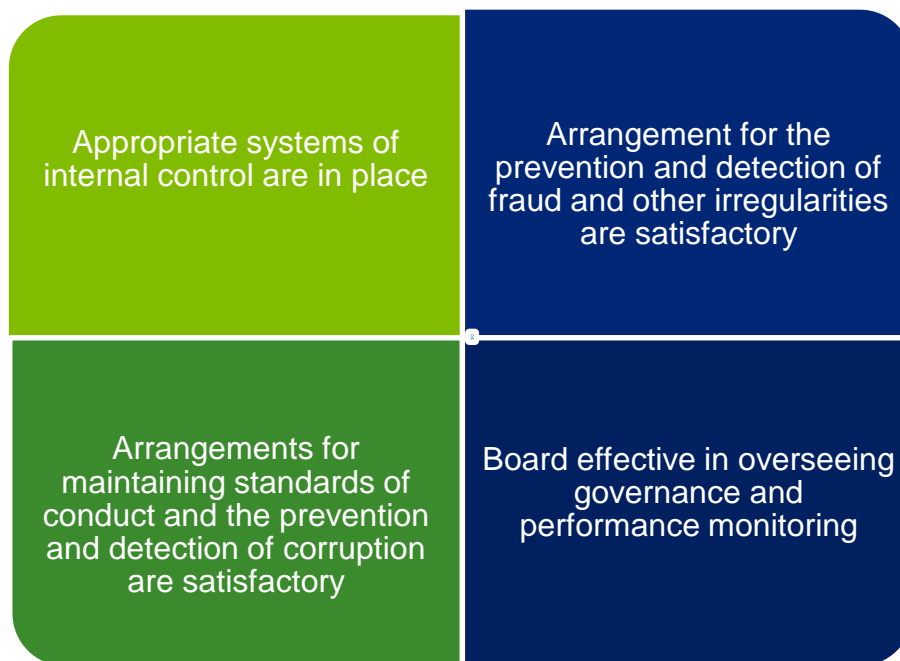 Appropriate systems of
internal control are in place
Arrangement for the
prevention and detection of
fraud and other irregularities
are satisfactory
Arrangements for
maintaining standards of
conduct and the prevention
and detection of corruption
are satisfactory
Board effective in overseeing
governance and
performance monitoring